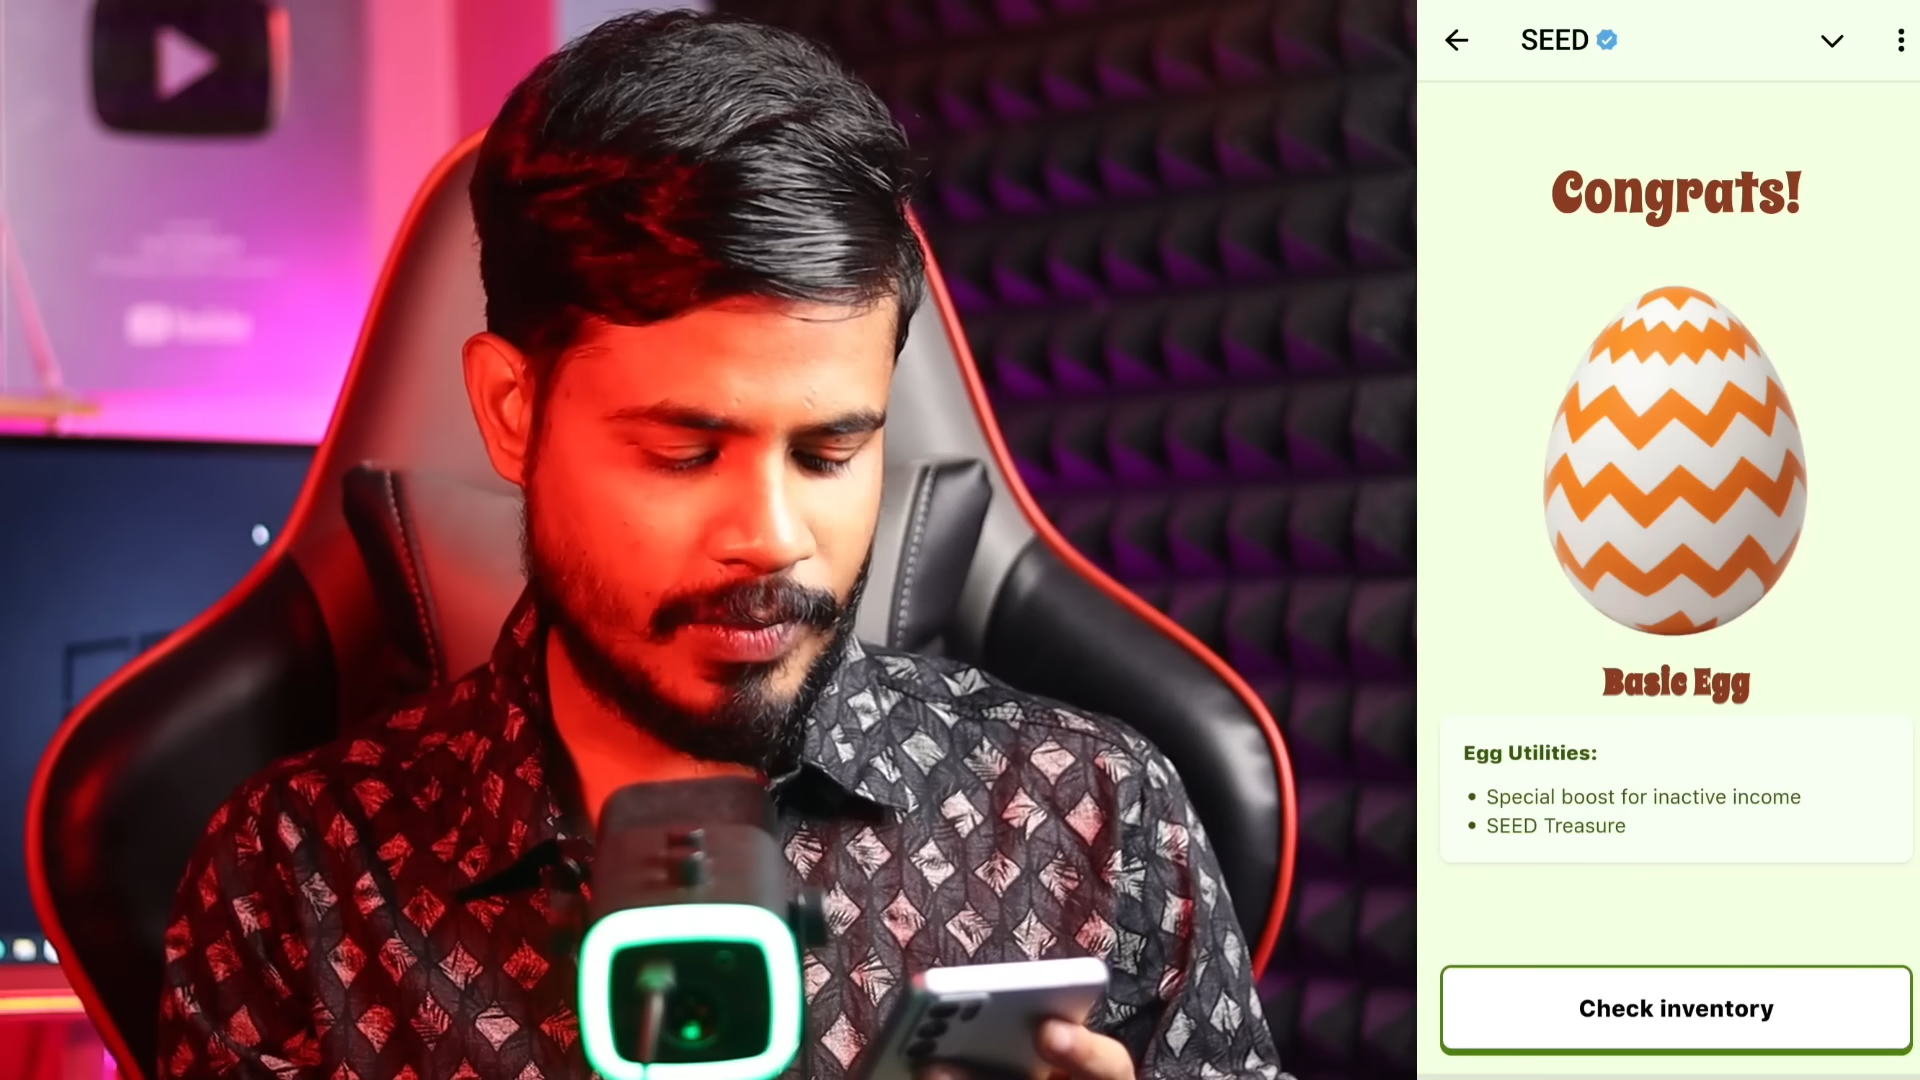 SEED
Congrats!
Basic Egg
Egg Utilities:
• Special boost for inactive income
• SEED Treasure
Check inventory